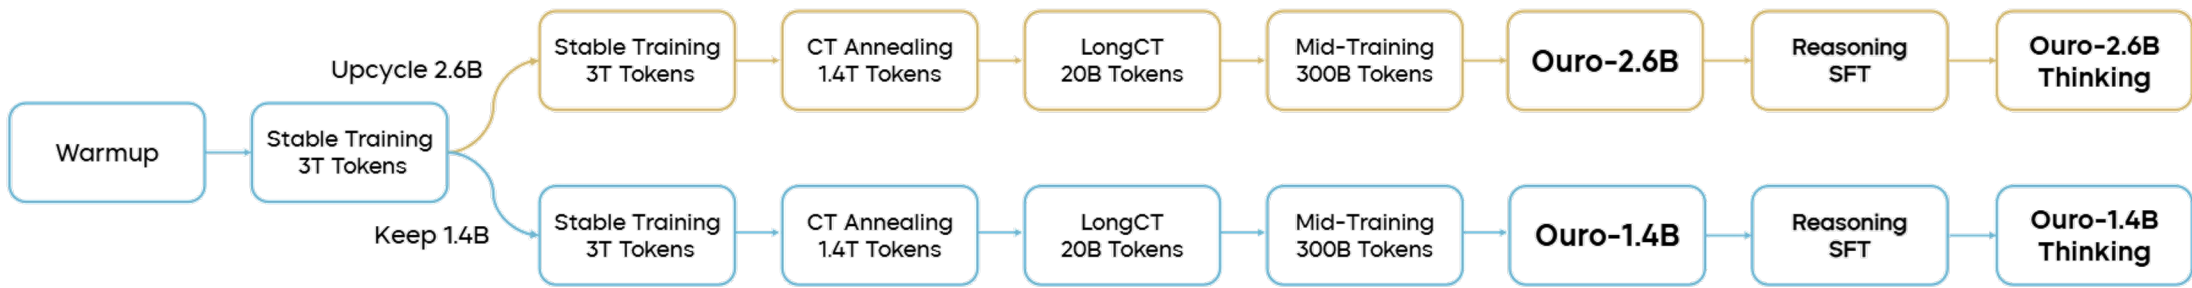 Warmup
Stable Training
3T Tokens
Upcycle 2.6B
Stable Training
3T Tokens
CT Annealing
1.4T Tokens
LongCT
20B Tokens
Mid-Training
300B Tokens
Ouro-2.6B
Reasoning
SFT
Ouro-2.6B
Thinking
Keep 1.4B
Stable Training
3T Tokens
CT Annealing
1.4T Tokens
LongCT
20B Tokens
Mid-Training
300B Tokens
Ouro-1.4B
Reasoning
SFT
Ouro-1.4B
Thinking